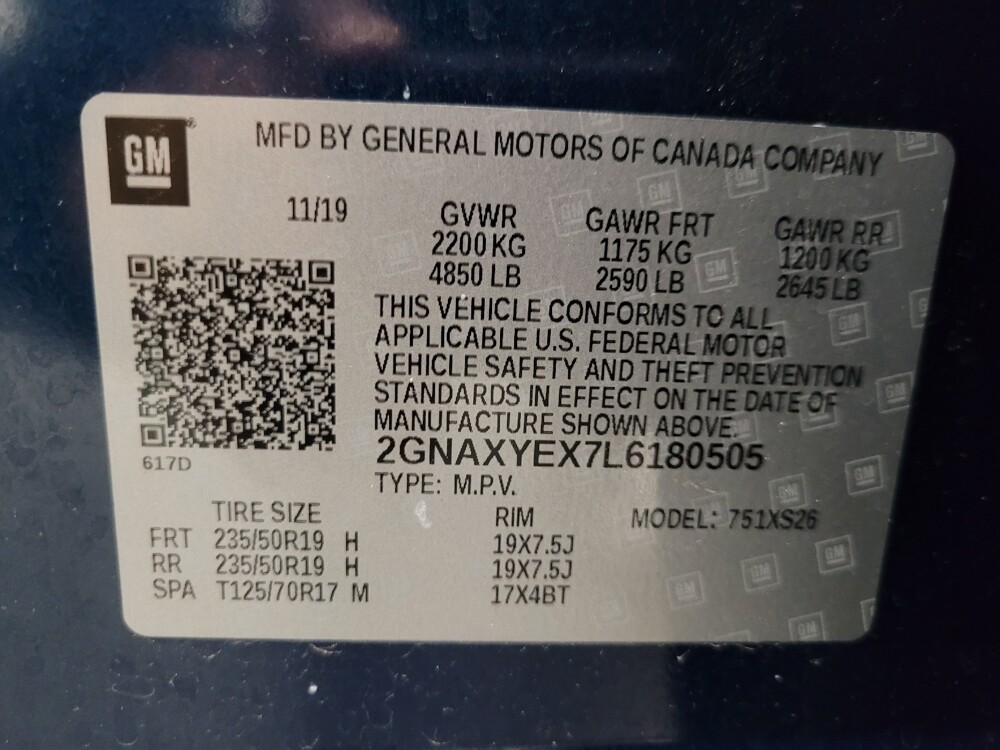 GM
MFD BY GENERAL MOTORS OF CANADA COMPANY
11/19 GVWR GAWR FRT GAWR RR
2200 KG 1175 KG 1200 KG
4850 LB 2590 LB 2645 LB
THIS VEHICLE CONFORMS TO ALL
APPLICABLE U.S. FEDERAL MOTOR
VEHICLE SAFETY AND THEFT PREVENTION
STANDARDS IN EFFECT ON THE DATE OF
MANUFACTURE SHOWN ABOVE.
2GNAXYEX7L6180505
617D
TYPE: M.P.V.
TIRE SIZE RIM MODEL: 751XS26
FRT 235/50R19 H 19X7.5J
RR 235/50R19 H 19X7.5J
SPA T125/70R17 M 17X4BT